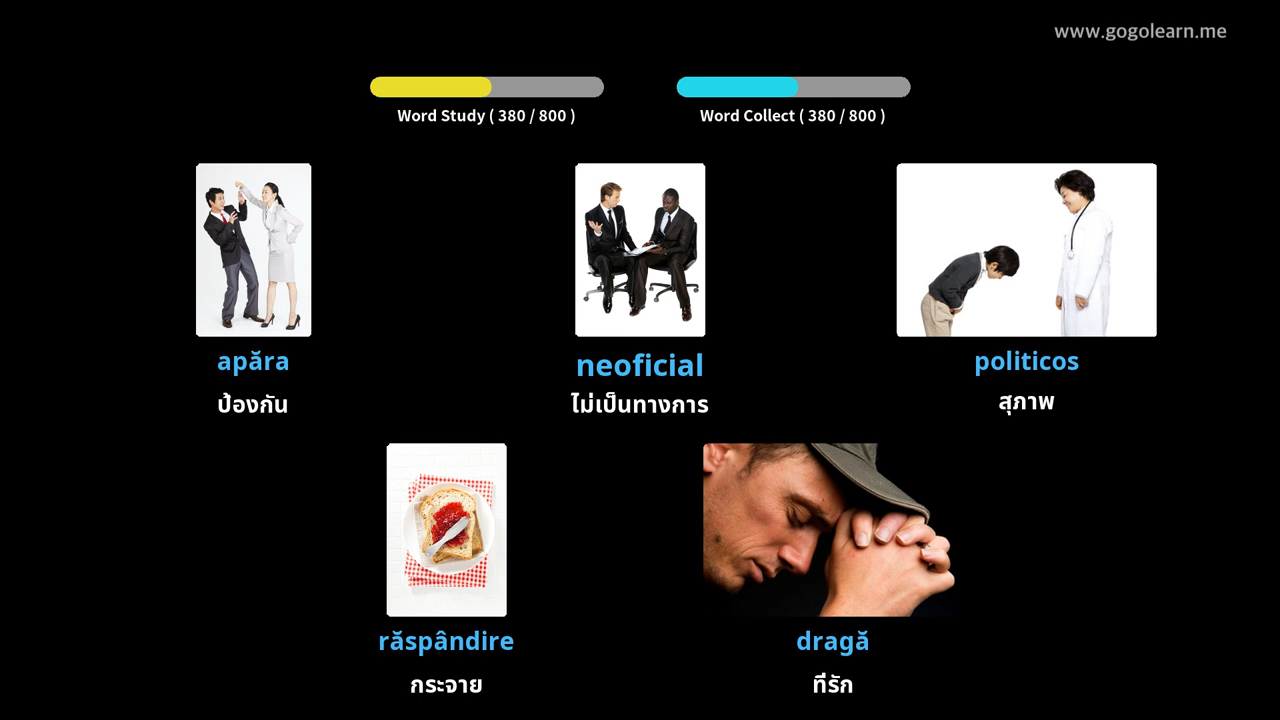 www.gogolearn.me
Word Study ( 380 / 800 )
Word Collect ( 380 / 800 )
apăra
neoficial
politicos
ป้องกัน
ไม่เป็นทางการ
สุภาพ
răspândire
dragă
กระจาย
ที่รัก